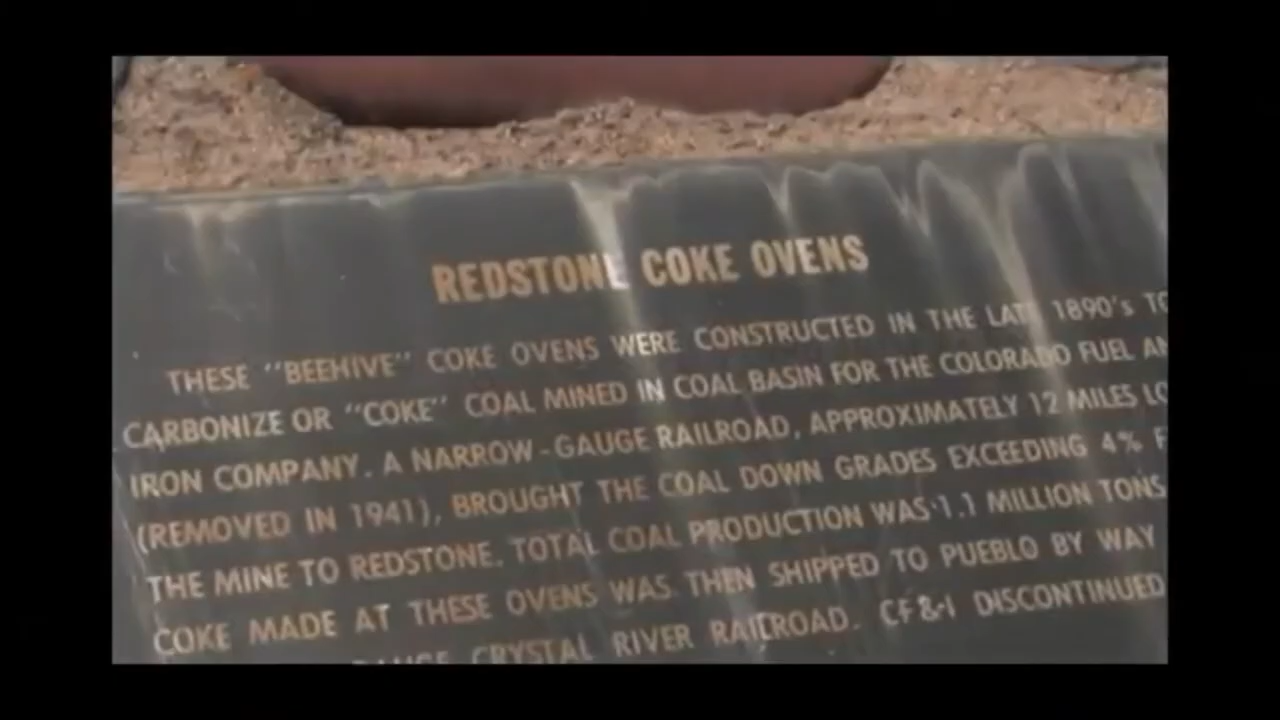 REDSTONE COKE OVENS
THESE "BEEHIVE" COKE OVENS WERE CONSTRUCTED IN THE LATE 1890's TO
CARBONIZE OR "COKE" COAL MINED IN COAL BASIN FOR THE COLORADO FUEL
IRON COMPANY. A NARROW-GAUGE RAILROAD, APPROXIMATELY 12 MILES
(REMOVED IN 1941), BROUGHT THE COAL DOWN GRADES EXCEEDING 4%
THE MINE TO REDSTONE. TOTAL COAL PRODUCTION WAS 1.1 MILLION TONS
COKE MADE AT THESE OVENS WAS THEN SHIPPED TO PUEBLO BY WAY
CRYSTAL RIVER RAILROAD. CF&I DISCONTINUED